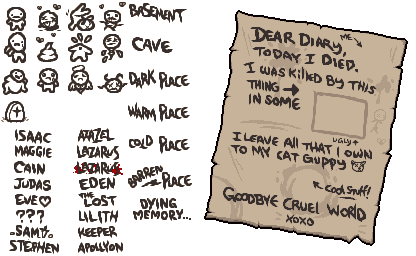 BASEMENT
CAVE
DARK PLACE
WARM PLACE
COLD PLACE
BARREN PLACE
DYING
MEMORY...
ISAAC
MAGGIE
CAIN
JUDAS
EVE♡
???
SAMSON
STEPHEN
AZAZEL
LAZARUS
LAZARUS
EDEN
THE
LOST
LILITH
KEEPER
APOLLYON
DEAR DIARY,
ME
TODAY I DIED.
I WAS KILLED BY THIS
THING →
IN SOME
UGLY↑
I LEAVE ALL THAT I OWN
TO MY CAT GUPPY
← COOL STUFF!
GOODBYE CRUEL WORLD
XOXO